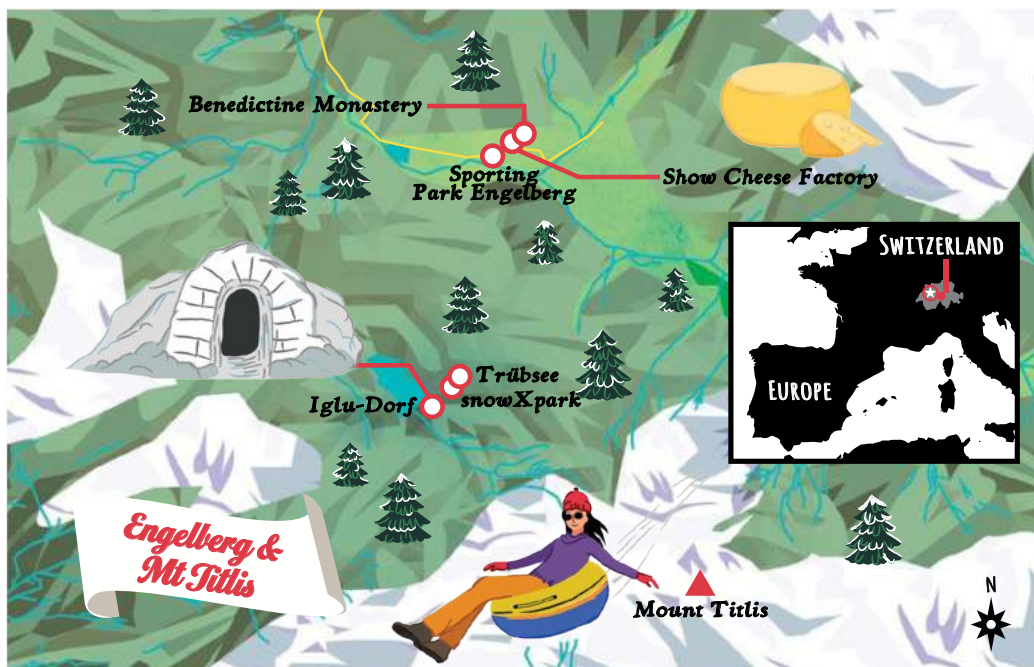 Benedictine Monastery
Sporting
Park Engelberg
Show Cheese Factory
SWITZERLAND
EUROPE
Trübsee
snowXpark
Iglu-Dorf
Engelberg &
Mt Titlis
Mount Titlis
N